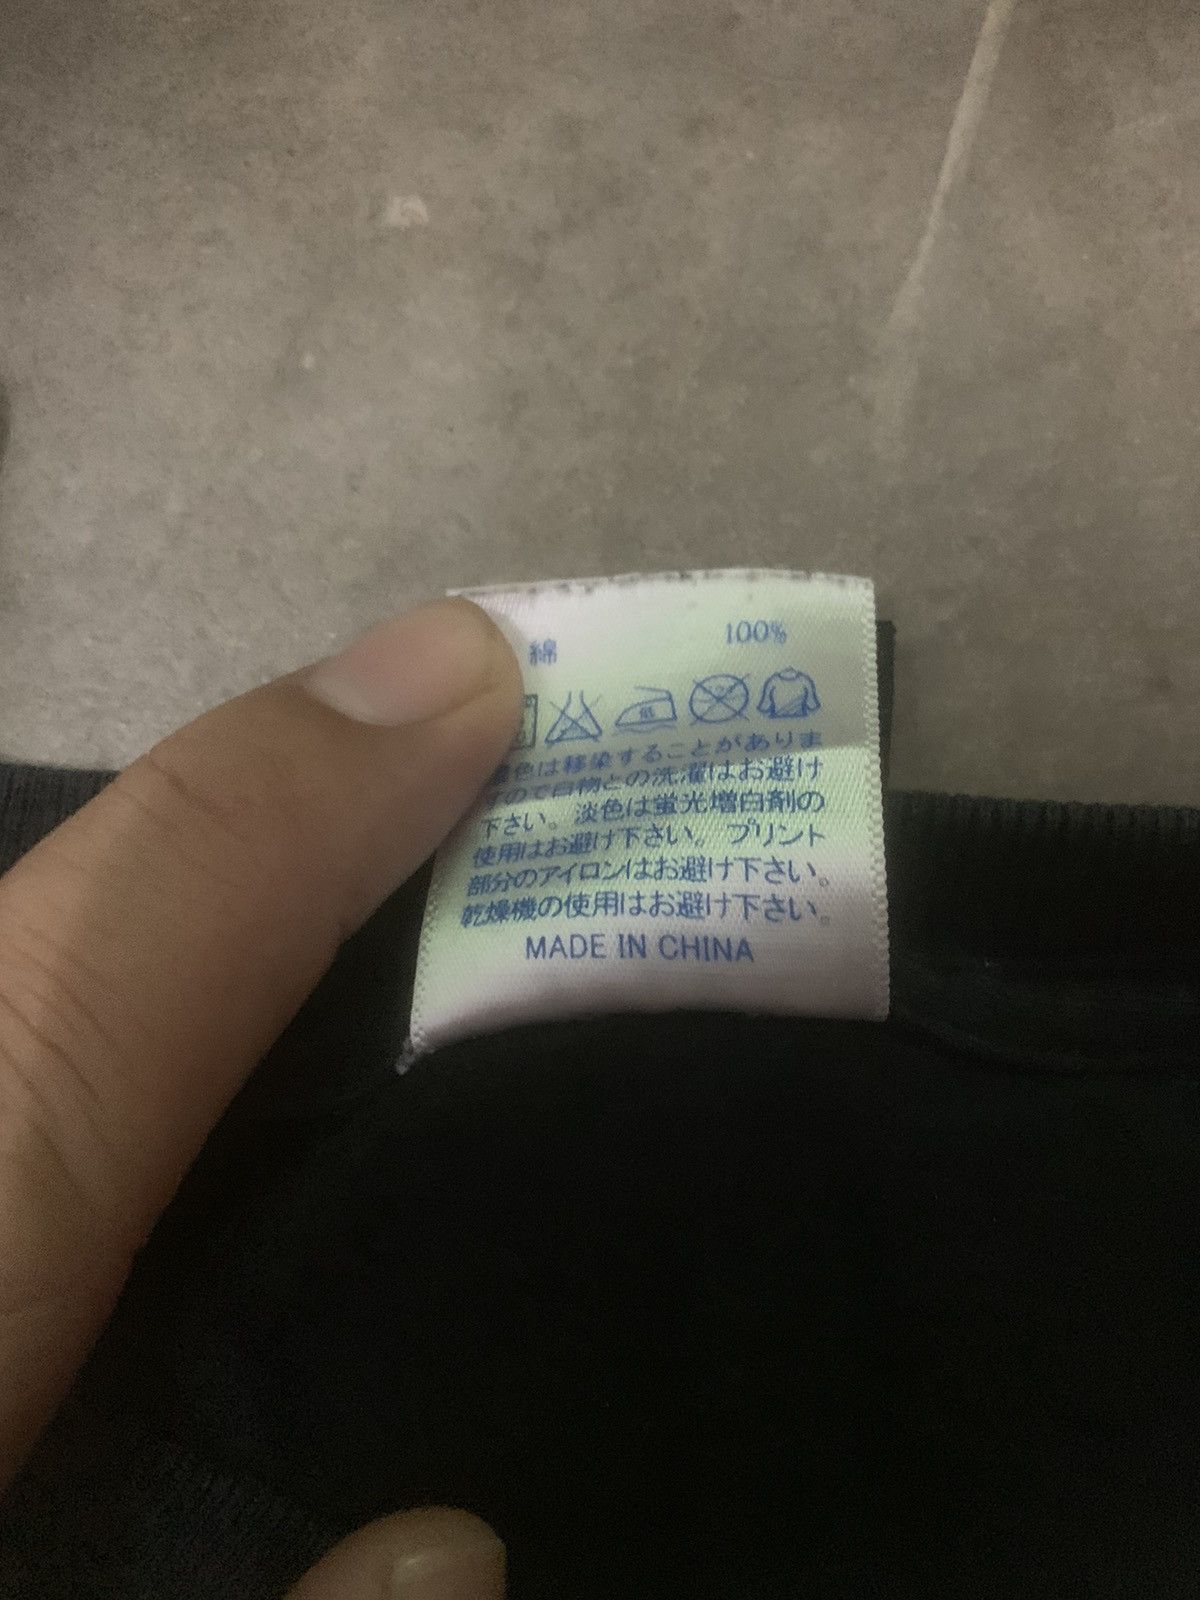 綿 100%
濃色は移染することがありま
すので白物との洗濯はお避け
下さい。淡色は蛍光増白剤の
使用はお避け下さい。プリント
部分のアイロンはお避け下さい。
乾燥機の使用はお避け下さい。
MADE IN CHINA